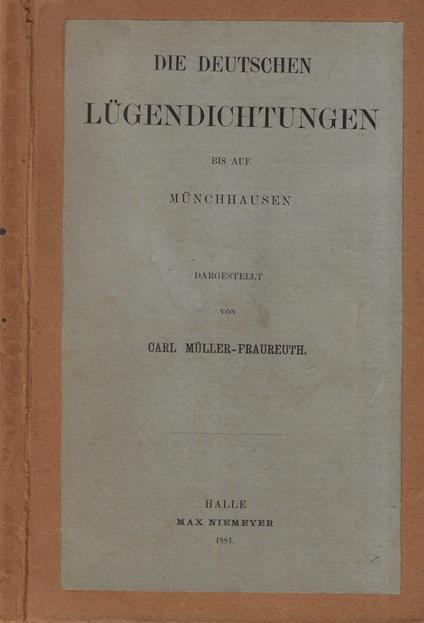 DIE DEUTSCHEN
LÜGENDICHTUNGEN
BIS AUF
MÜNCHHAUSEN
DARGESTELLT
VON
CARL MÜLLER-FRAUREUTH.
HALLE
MAX NIEMEYER
1881.